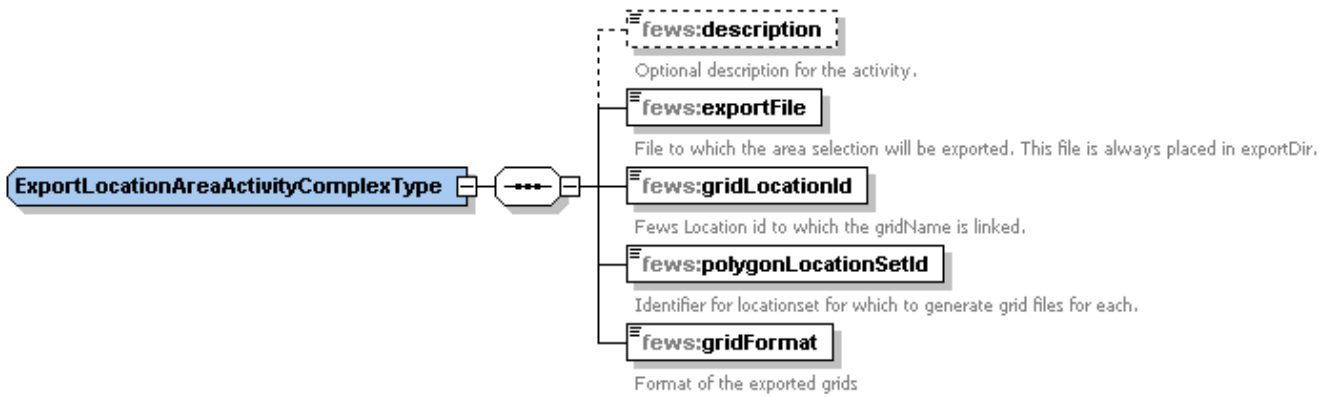 fews:description
Optional description for the activity.
fews:exportFile
File to which the area selection will be exported. This file is always placed in exportDir.
ExportLocationAreaActivityComplexType
fews:gridLocationId
Fews Location id to which the gridName is linked.
fews:polygonLocationSetId
Identifier for locationset for which to generate grid files for each.
fews:gridFormat
Format of the exported grids